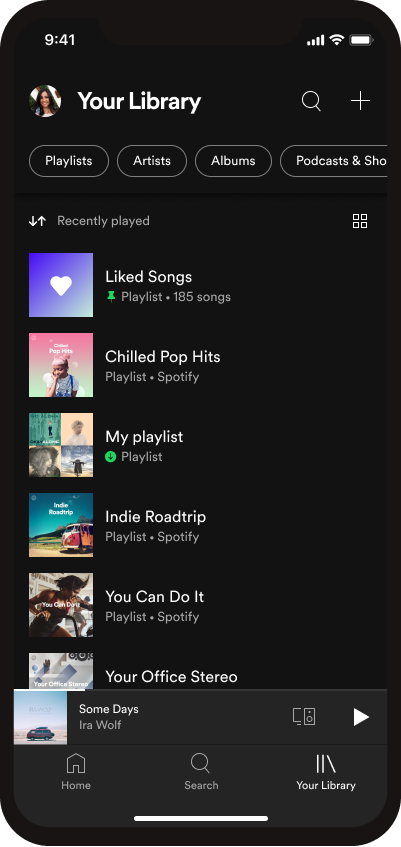 9:41
Your Library
Playlists Artists Albums Podcasts & Sho
Recently played
Liked Songs
Playlist • 185 songs
Chilled
Pop Hits
Chilled Pop Hits
Playlist • Spotify
My playlist
Playlist
Indie
Roadtrip
Indie Roadtrip
Playlist • Spotify
You Can Do It
You Can Do It
Playlist • Spotify
Your Office Stereo
Your Office Stereo
Some Days
Ira Wolf
Home Search Your Library